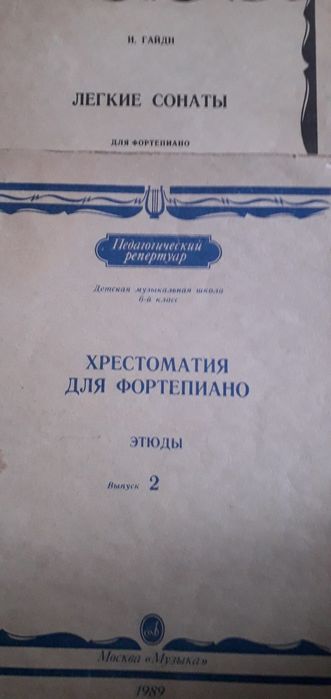 И. ГАЙДН
ЛЕГКИЕ СОНАТЫ
ДЛЯ ФОРТЕПИАНО
Педагогический
репертуар
Детская музыкальная школа
6-й класс
ХРЕСТОМАТИЯ
ДЛЯ ФОРТЕПИАНО
ЭТЮДЫ
Выпуск 2
Москва «Музыка»
1989